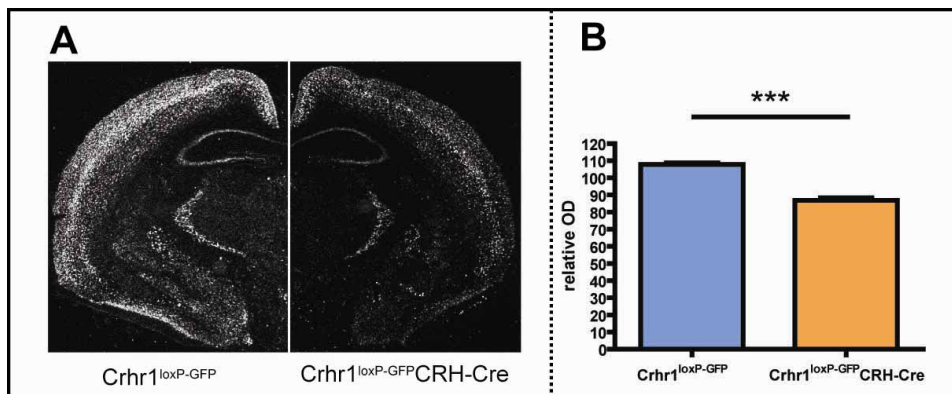 A
Crhr1loxP-GFP
Crhr1loxP-GFPCRH-Cre
B
***
relative OD
120
110
100
90
80
70
60
50
40
30
20
10
0
Crhr1loxP-GFP
Crhr1loxP-GFPCRH-Cre